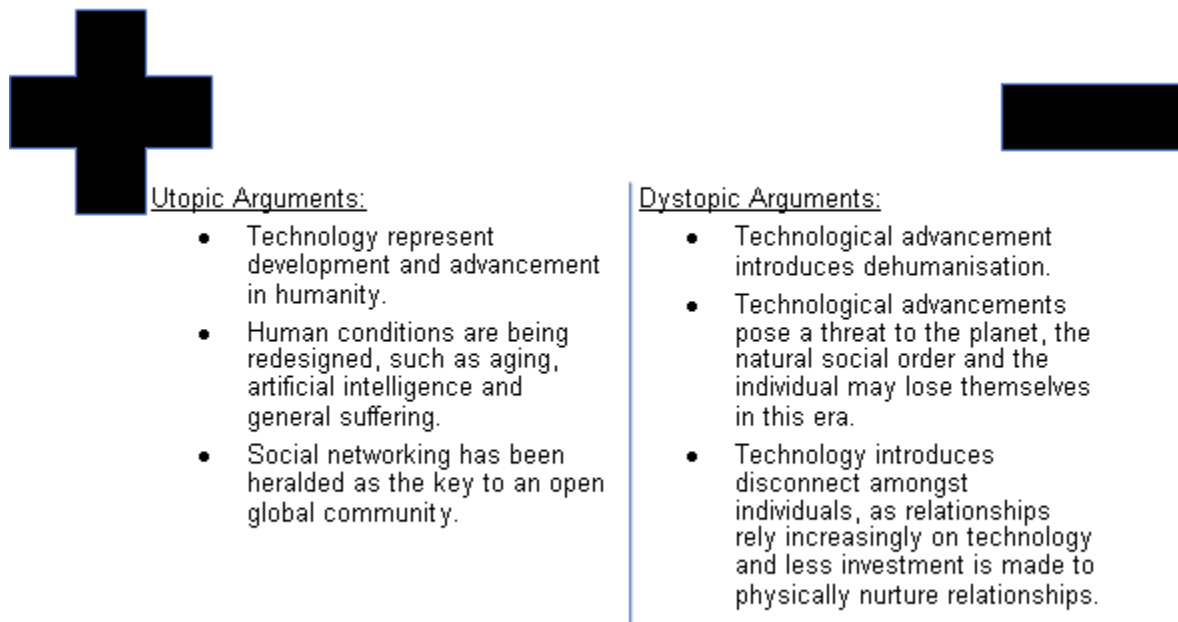 Utopic Arguments:
● Technology represent
development and advancement
in humanity.
● Human conditions are being
redesigned, such as aging,
artificial intelligence and
general suffering.
● Social networking has been
heralded as the key to an open
global community.
Dystopic Arguments:
● Technological advancement
introduces dehumanisation.
● Technological advancements
pose a threat to the planet, the
natural social order and the
individual may lose themselves
in this era.
● Technology introduces
disconnect amongst
individuals, as relationships
rely increasingly on technology
and less investment is made to
physically nurture relationships.